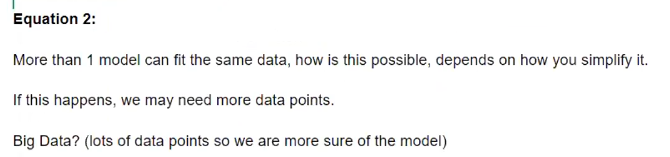 Equation 2:
More than 1 model can fit the same data, how is this possible, depends on how you simplify it.
If this happens, we may need more data points.
Big Data? (lots of data points so we are more sure of the model)